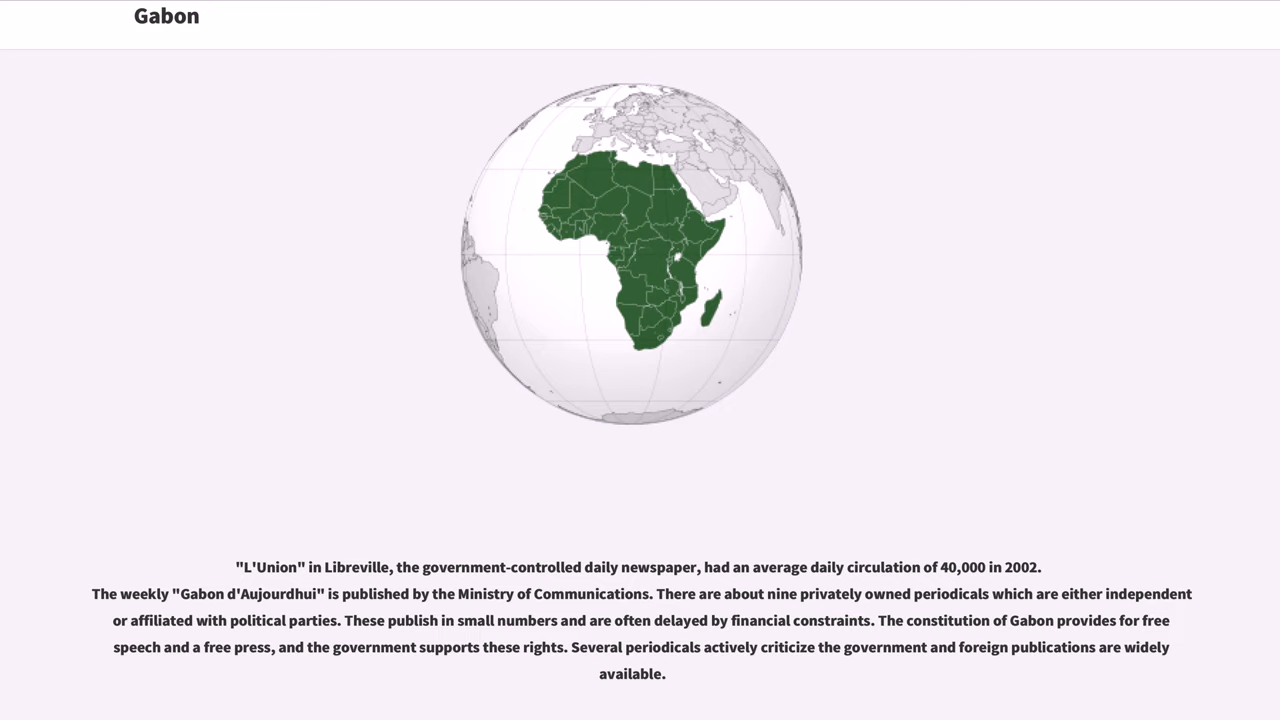 Gabon
"L'Union" in Libreville, the government-controlled daily newspaper, had an average daily circulation of 40,000 in 2002.
The weekly "Gabon d'Aujourdhui" is published by the Ministry of Communications. There are about nine privately owned periodicals which are either independent
or affiliated with political parties. These publish in small numbers and are often delayed by financial constraints. The constitution of Gabon provides for free
speech and a free press, and the government supports these rights. Several periodicals actively criticize the government and foreign publications are widely
available.